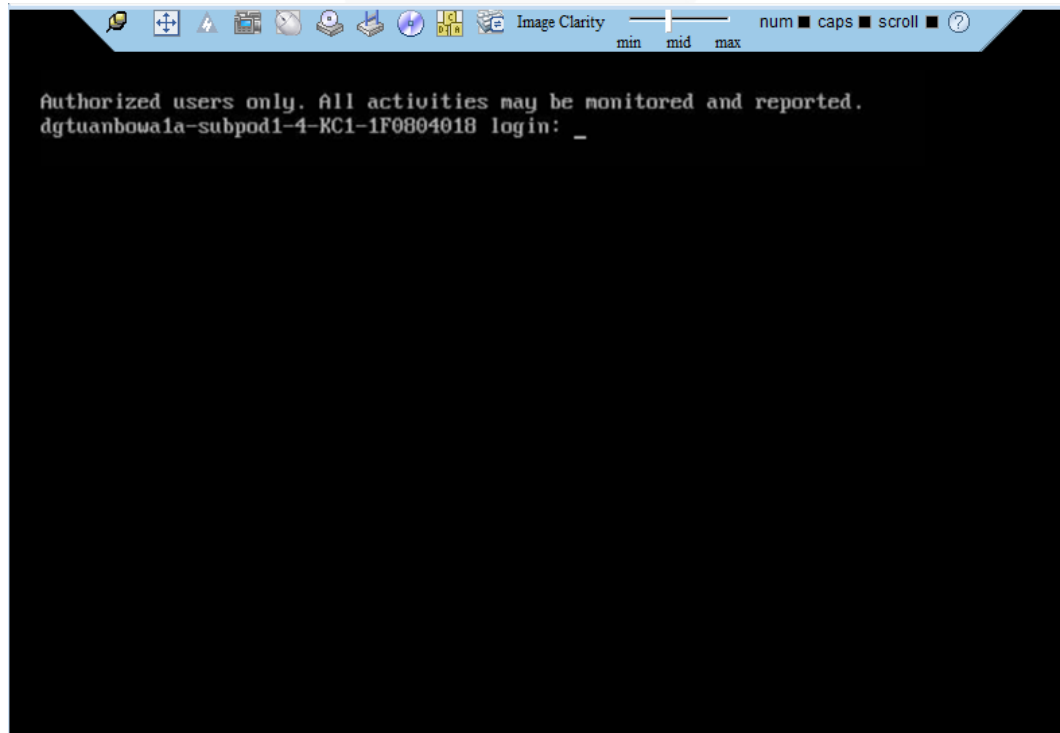 Image Clarity min mid max num caps scroll ?
Authorized users only. All activities may be monitored and reported.
dgtuanbowa1a-subpod1-4-KC1-1F0804018 login: _